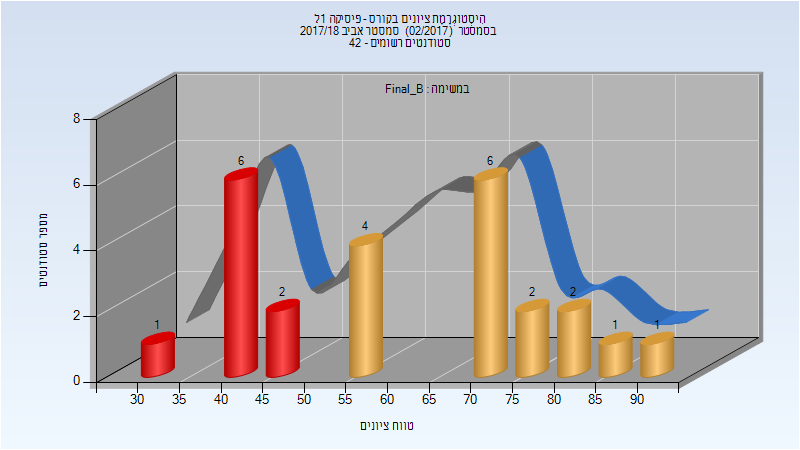 היסטוגרמת ציונים בקורס - פיסיקה 1ל
בסמסטר (02/2017) סמסטר אביב 2017/18
סטודנטים רשומים - 42
במשימה : Final_B
מספר סטודנטים
8
6
4
2
0
1
6
2
4
6
2
2
1
1
30 35 40 45 50 55 60 65 70 75 80 85 90
טווח ציונים